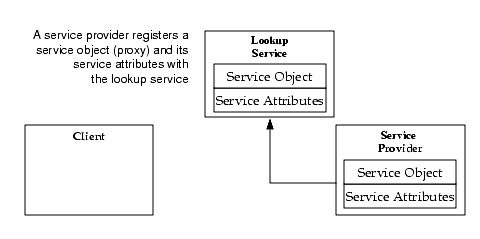 A service provider registers a
service object (proxy) and its
service attributes with
the lookup service
Lookup
Service
Service Object
Service Attributes
Client
Service
Provider
Service Object
Service Attributes